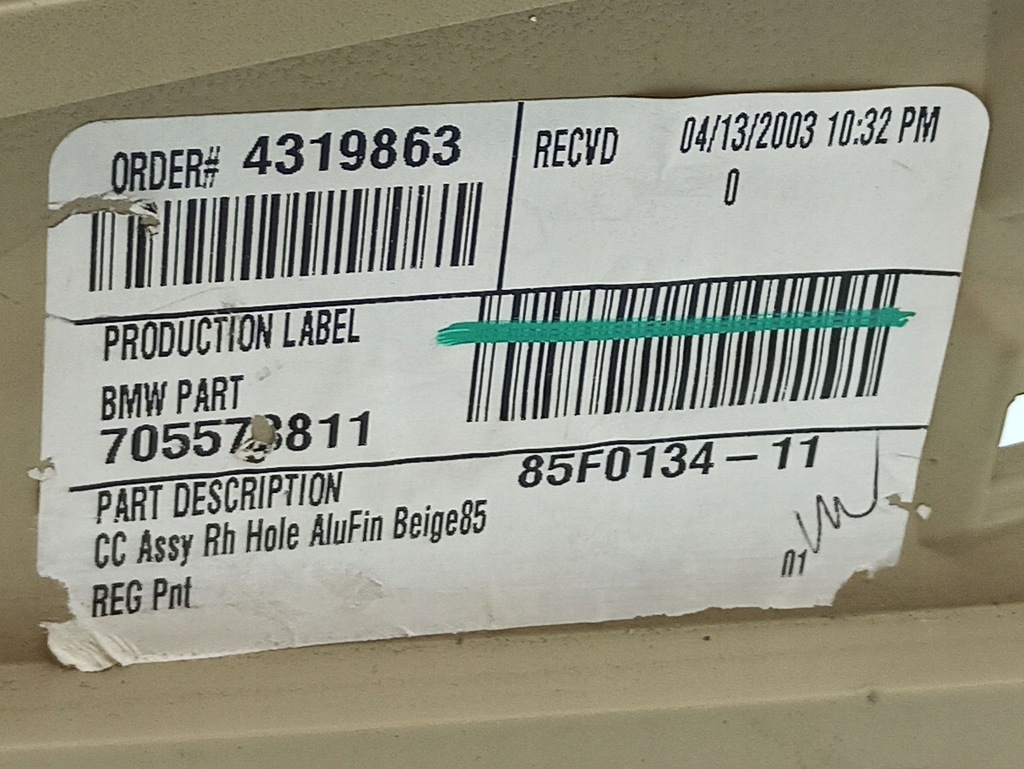 ORDER# 4319863
RECVD 04/13/2003 10:32 PM
0
PRODUCTION LABEL
BMW PART
PART DESCRIPTION
85F0134-11
CC Assy Rh Hole AluFin Beige85
REG Pnt
01